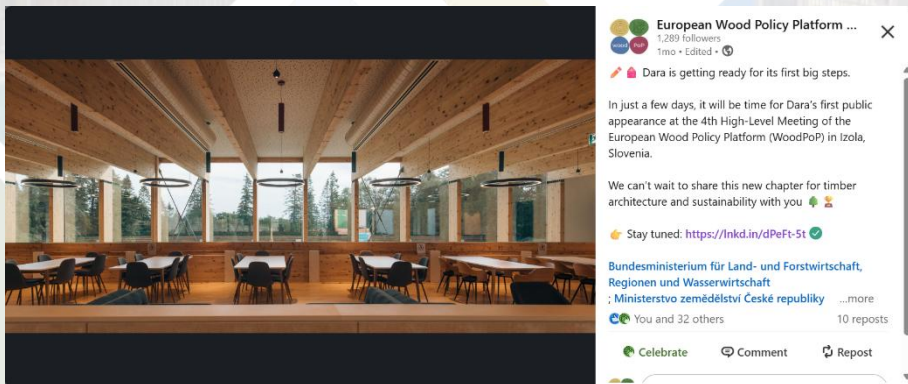 European Wood Policy Platform ...
1,289 followers
1mo • Edited •
wood PoP
Dara is getting ready for its first big steps.
In just a few days, it will be time for Dara's first public
appearance at the 4th High-Level Meeting of the
European Wood Policy Platform (WoodPoP) in Izola,
Slovenia.
We can't wait to share this new chapter for timber
architecture and sustainability with you
Stay tuned: https://lnkd.in/dPeFt-5t
Bundesministerium für Land- und Forstwirtschaft,
Regionen und Wasserwirtschaft
; Ministerstvo zemědělství České republiky ...more
You and 32 others 10 reposts
Celebrate Comment Repost